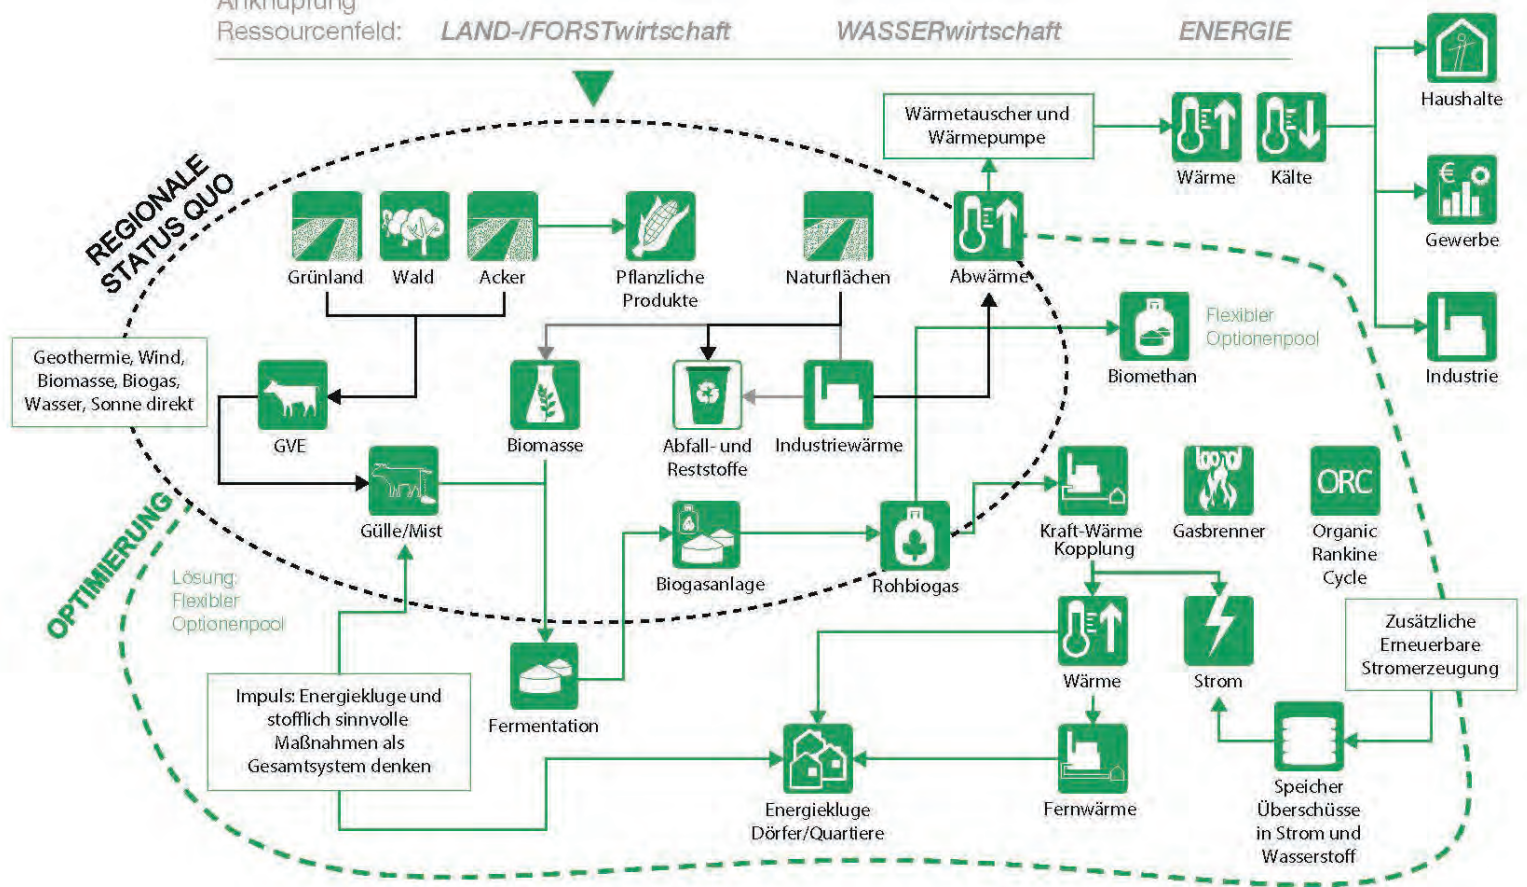 Anknüpfung
Ressourcenfeld: LAND-/FORSTwirtschaft WASSERwirtschaft ENERGIE
REGIONALE
STATUS QUO
Wärmetauscher und
Wärmepumpe
Wärme
Kälte
Haushalte
Gewerbe
Industrie
Grünland
Wald
Acker
Pflanzliche
Produkte
Naturflächen
Abwärme
Geothermie, Wind,
Biomasse, Biogas,
Wasser, Sonne direkt
GVE
Biomasse
Abfall- und
Reststoffe
Industriewärme
Biomethan
Flexibler
Optionenpool
Gülle/Mist
Biogasanlage
Rohbiogas
Kraft-Wärme
Kopplung
Gasbrenner
ORC
Organic
Rankine
Cycle
OPTIMIERUNG
Lösung:
Flexibler
Optionenpool
Impuls: Energiekluge und
stofflich sinnvolle
Maßnahmen als
Gesamtsystem denken
Fermentation
Wärme
Strom
Zusätzliche
Erneuerbare
Stromerzeugung
Energiekluge
Dörfer/Quartiere
Fernwärme
Speicher
Überschüsse
in Strom und
Wasserstoff
€